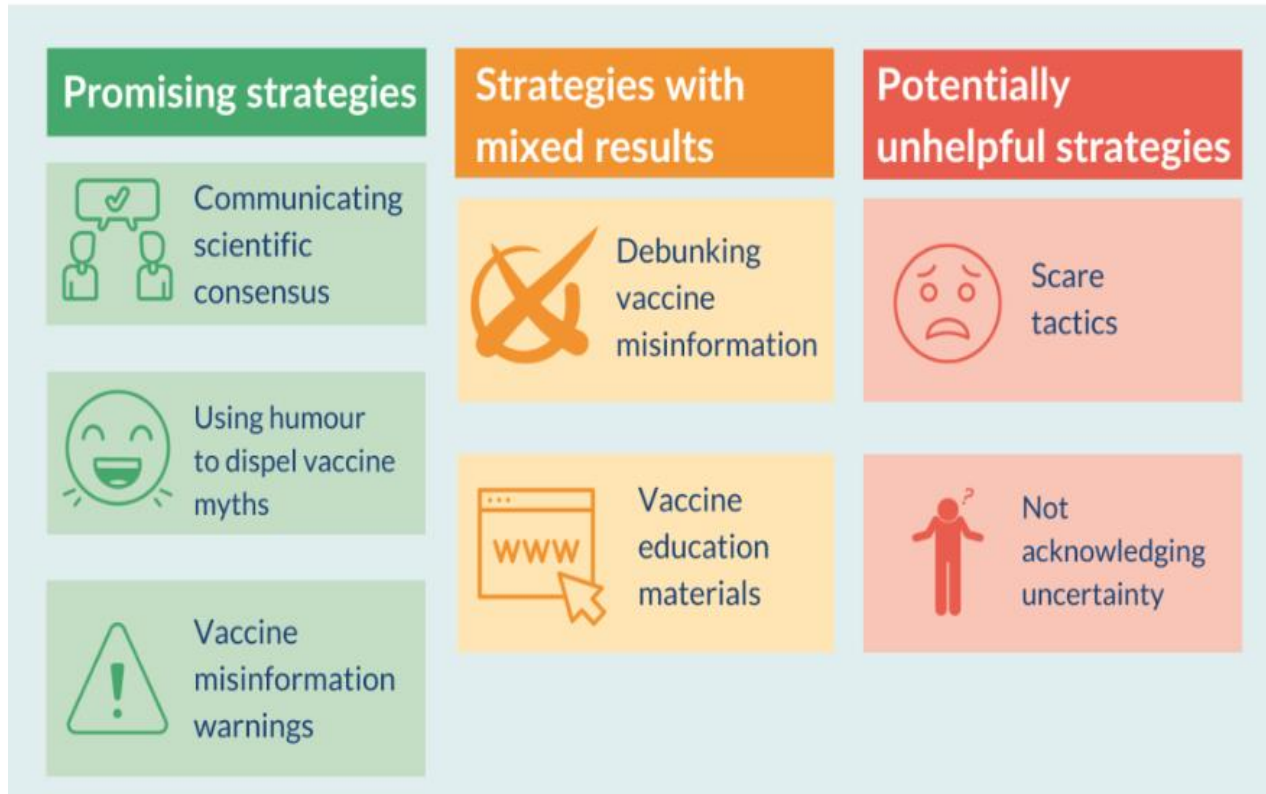 Promising strategies
Communicating
scientific
consensus
Using humour
to dispel vaccine
myths
Vaccine
misinformation
warnings
Strategies with
mixed results
Debunking
vaccine
misinformation
www
Vaccine
education
materials
Potentially
unhelpful strategies
Scare
tactics
?
Not
acknowledging
uncertainty